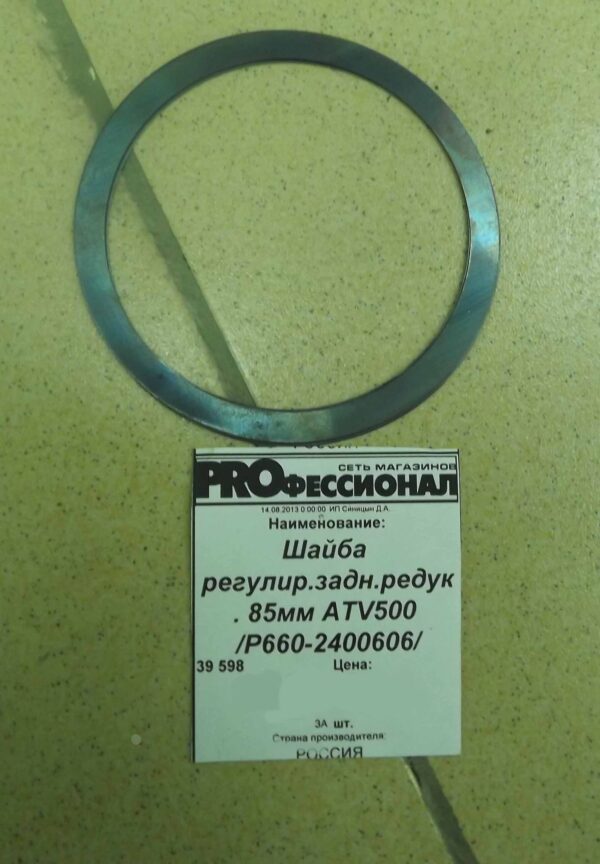 СЕТЬ МАГАЗИНОВ
PROФЕССИОНАЛ
14.08.2013 0:00:00 ИП Синицын Д.А.
Наименование:
Шайба
регулир.задн.редук
. 85мм ATV500
/P660-2400606/
39 598 Цена:
ЗА шт.
Страна производителя:
РОССИЯ